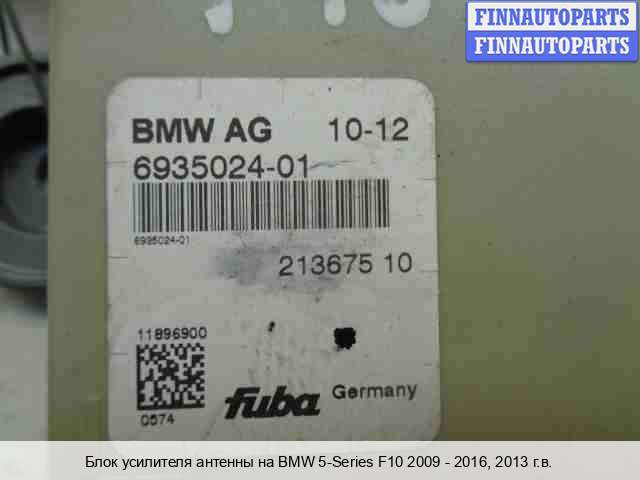 FINNAUTOPARTS
FINNAUTOPARTS
BMW AG 10-12
6935024-01
6935024-01
213675 10
11896900
0574
fuba Germany
Блок усилителя антенны на BMW 5-Series F10 2009 - 2016, 2013 г.в.